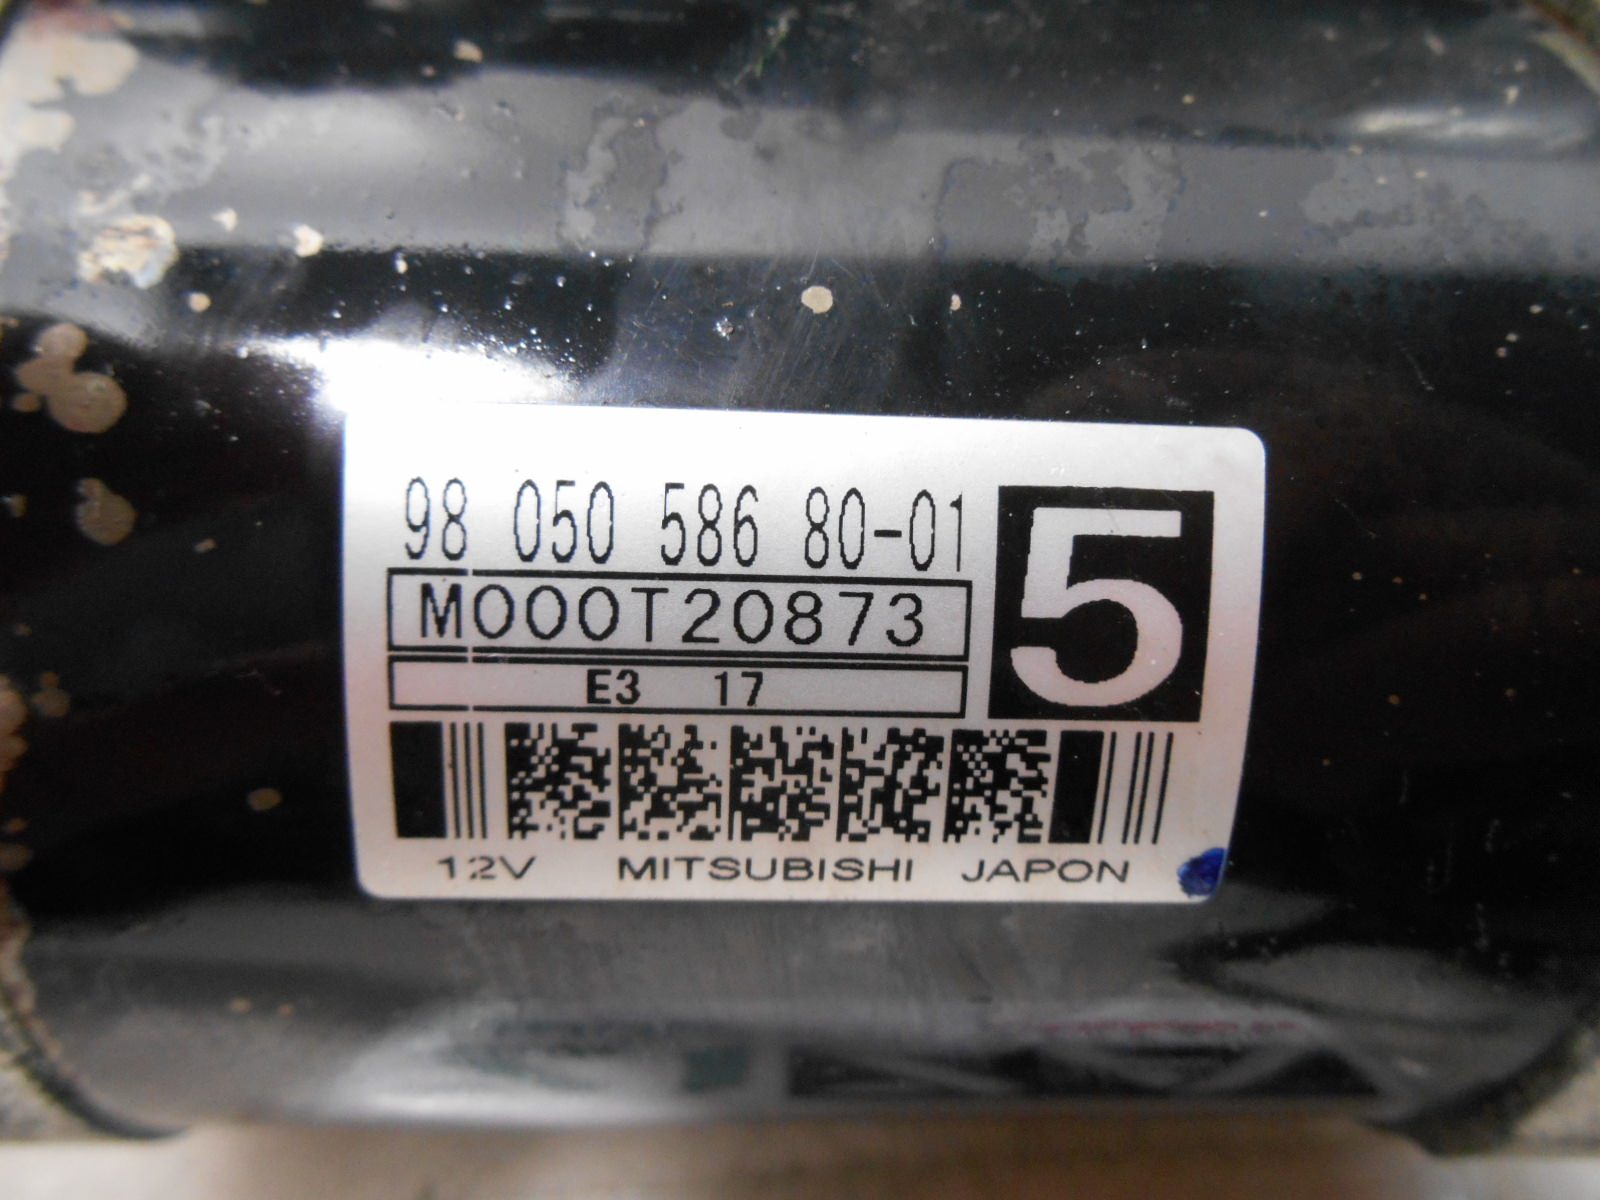 98 050 586 80-01
5
M000T20873
E3 17
12V MITSUBISHI JAPON